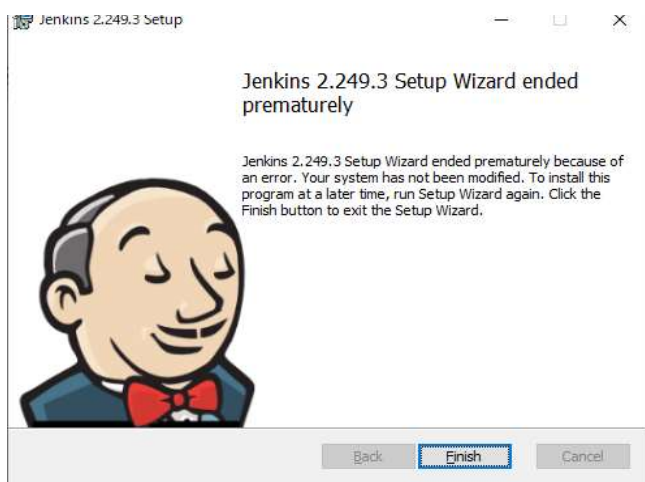 Jenkins 2.249.3 Setup
Jenkins 2.249.3 Setup Wizard ended
prematurely
Jenkins 2.249.3 Setup Wizard ended prematurely because of
an error. Your system has not been modified. To install this
program at a later time, run Setup Wizard again. Click the
Finish button to exit the Setup Wizard.
Back Finish Cancel